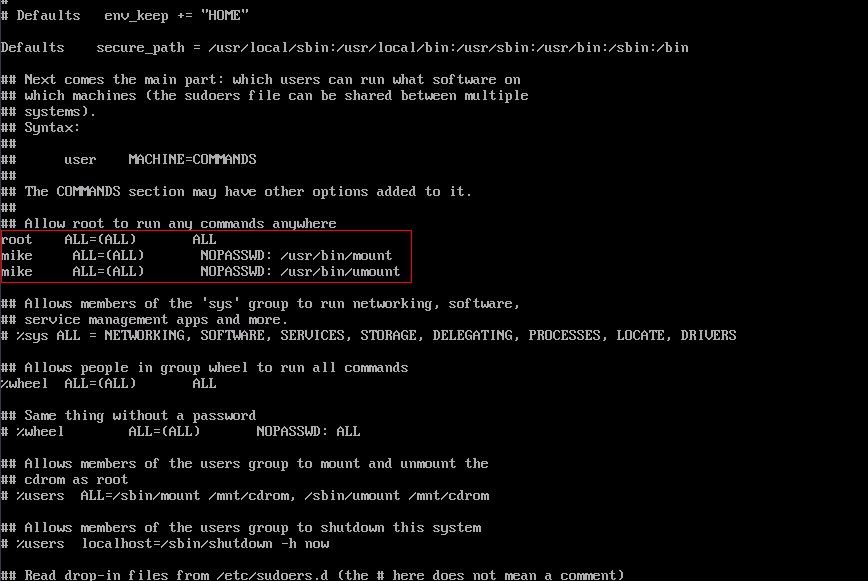 #
# Defaults   env_keep += "HOME"
Defaults    secure_path = /usr/local/sbin:/usr/local/bin:/usr/sbin:/usr/bin:/sbin:/bin
## Next comes the main part: which users can run what software on
## which machines (the sudoers file can be shared between multiple
## systems).
## Syntax:
##
##      user    MACHINE=COMMANDS
##
## The COMMANDS section may have other options added to it.
##
## Allow root to run any commands anywhere
root    ALL=(ALL)       ALL
mike     ALL=(ALL)       NOPASSWD: /usr/bin/mount
mike     ALL=(ALL)       NOPASSWD: /usr/bin/umount
## Allows members of the 'sys' group to run networking, software,
## service management apps and more.
# %sys ALL = NETWORKING, SOFTWARE, SERVICES, STORAGE, DELEGATING, PROCESSES, LOCATE, DRIVERS
## Allows people in group wheel to run all commands
%wheel  ALL=(ALL)       ALL
## Same thing without a password
# %wheel        ALL=(ALL)       NOPASSWD: ALL
## Allows members of the users group to mount and unmount the
## cdrom as root
# %users  ALL=/sbin/mount /mnt/cdrom, /sbin/umount /mnt/cdrom
## Allows members of the users group to shutdown this system
# %users  localhost=/sbin/shutdown -h now
## Read drop-in files from /etc/sudoers.d (the # here does not mean a comment)